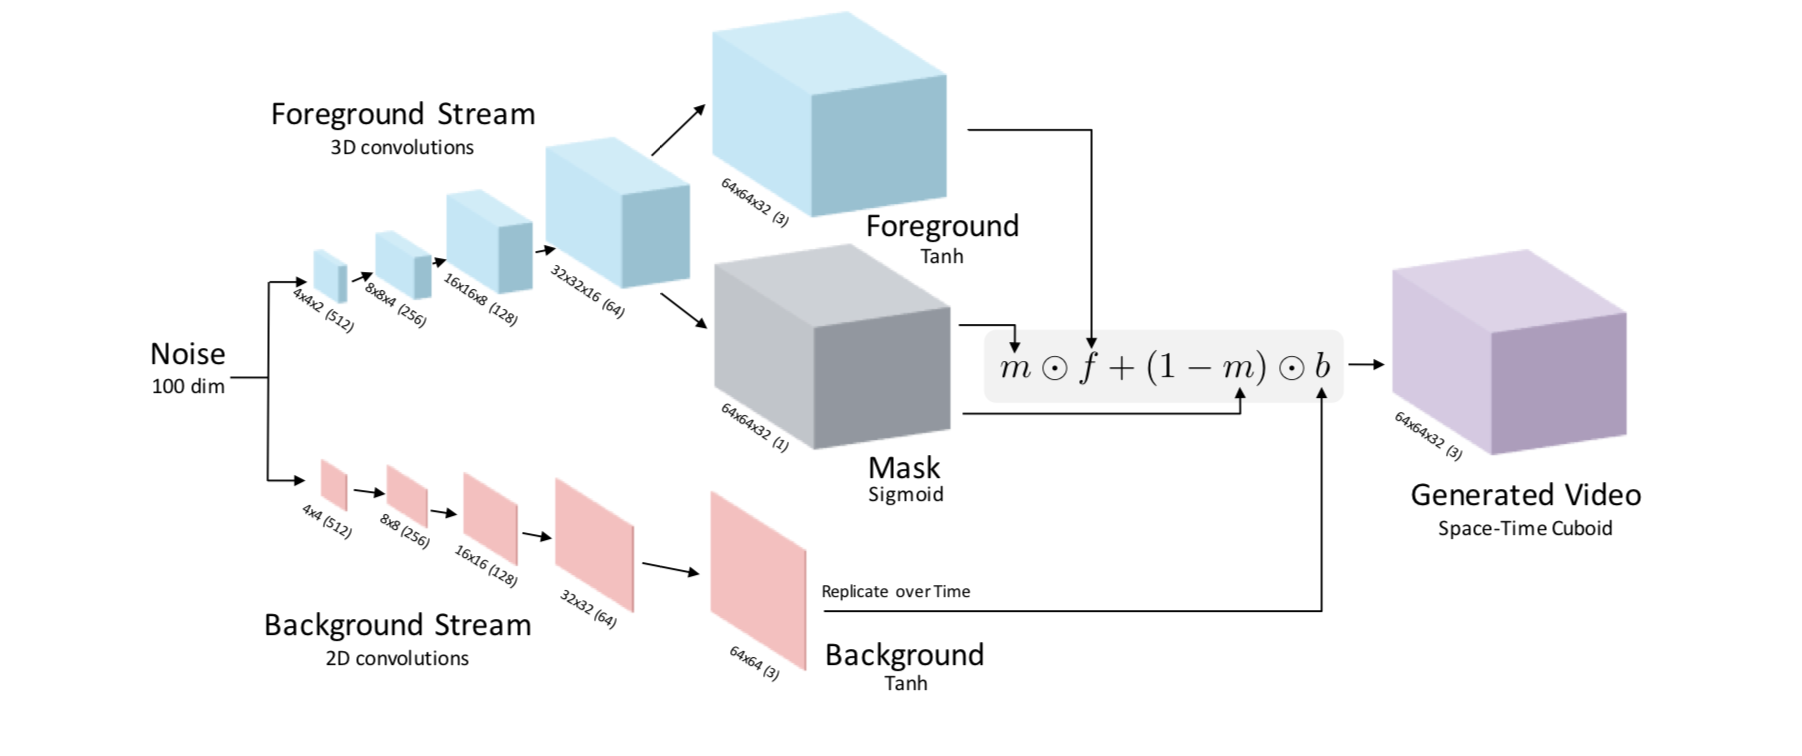 Foreground Stream
3D convolutions
4x4x2 (512)
8x8x4 (256)
16x16x8 (128)
32x32x16 (64)
64x64x32 (3)
Foreground
Tanh
Noise
100 dim
64x64x32 (1)
Mask
Sigmoid
m ⊙ f + (1 − m) ⊙ b
64x64x32 (3)
Generated Video
Space-Time Cuboid
4x4 (512)
8x8 (256)
16x16 (128)
32x32 (64)
64x64 (3)
Replicate over Time
Background Stream
2D convolutions
Background
Tanh